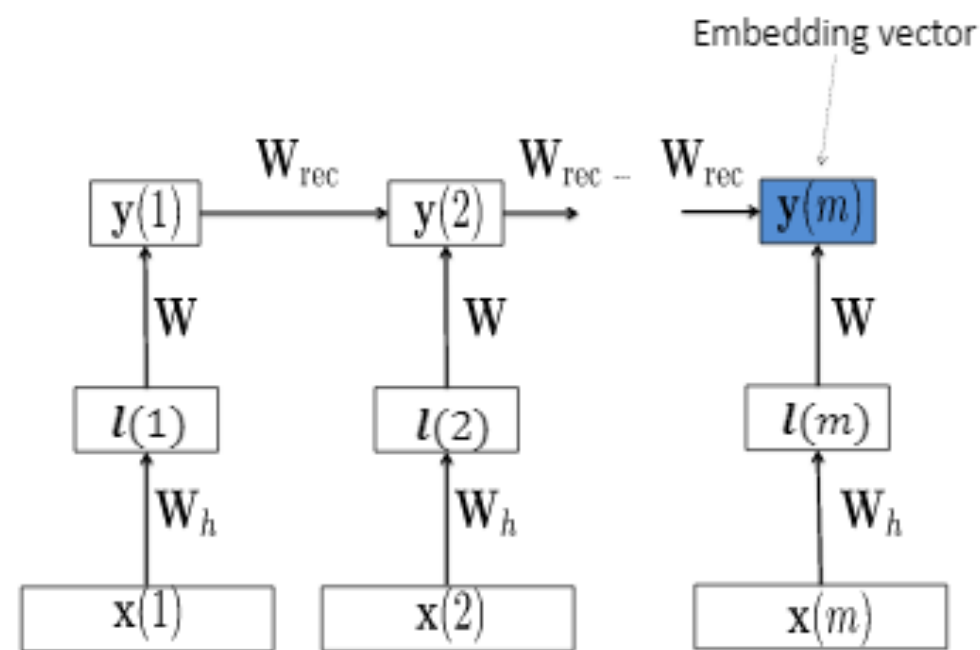 Embedding vector
W_rec W_rec – W_rec
y(1) y(2) y(m)
W W W
l(1) l(2) l(m)
W_h W_h W_h
x(1) x(2) x(m)